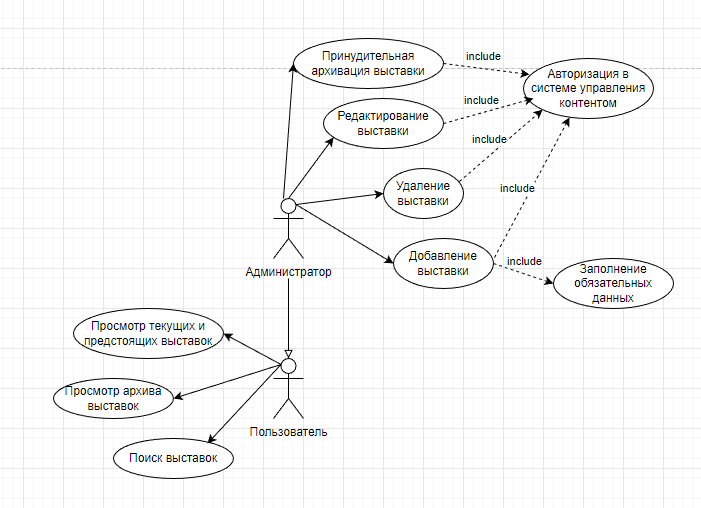 Принудительная
архивация выставки
include
Авторизация в
системе управления
контентом
Редактирование
выставки
include
include
Удаление
выставки
include
Добавление
выставки
include
Заполнение
обязательных
данных
Администратор
Просмотр текущих и
предстоящих выставок
Просмотр архива
выставок
Пользователь
Поиск выставок